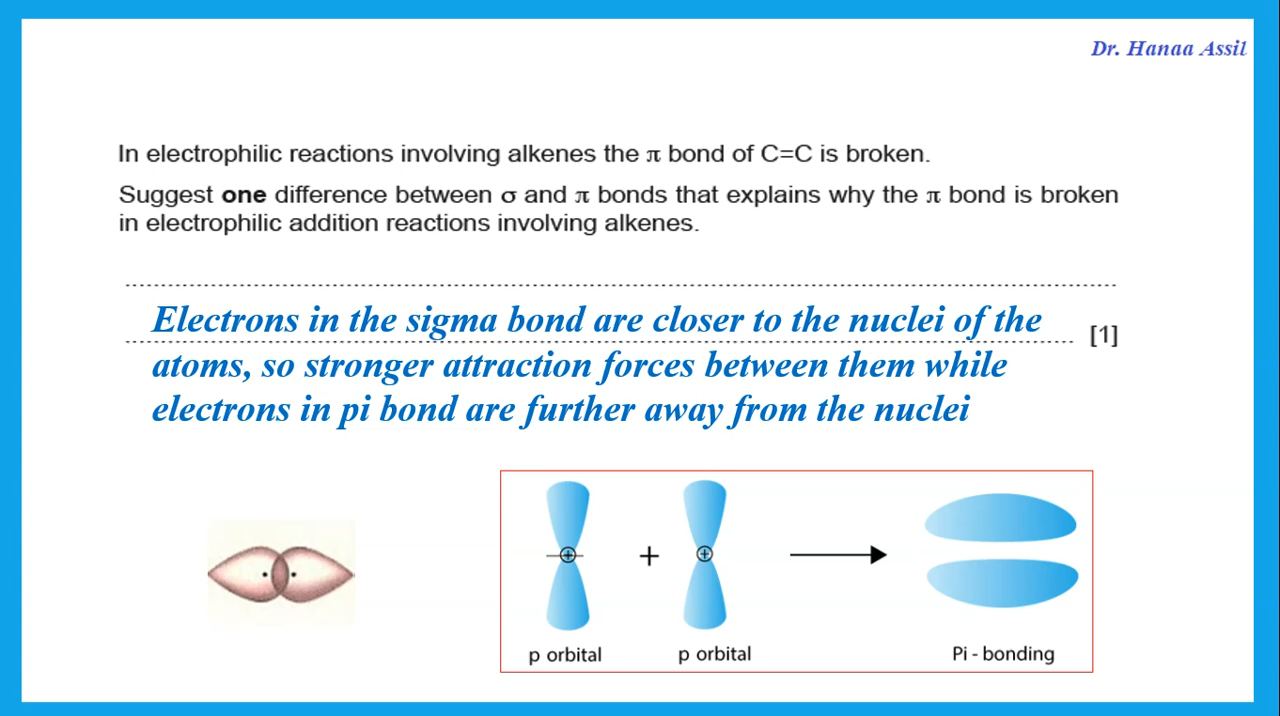 Dr. Hanaa Assil
In electrophilic reactions involving alkenes the π bond of C=C is broken.
Suggest one difference between σ and π bonds that explains why the π bond is broken
in electrophilic addition reactions involving alkenes.
Electrons in the sigma bond are closer to the nuclei of the
[1]
atoms, so stronger attraction forces between them while
electrons in pi bond are further away from the nuclei
+
p orbital p orbital Pi - bonding